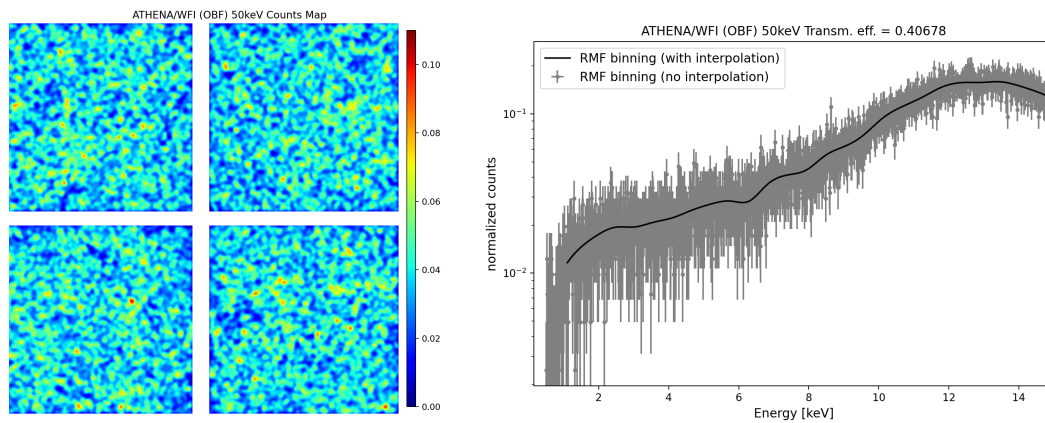 ATHENA/WFI (OBF) 50keV Counts Map
0.10
0.08
0.06
0.04
0.02
0.00
ATHENA/WFI (OBF) 50keV Transm. eff. = 0.40678
RMF binning (with interpolation)
RMF binning (no interpolation)
normalized counts
10⁻¹
10⁻²
2
4
6
8
10
12
14
Energy [keV]